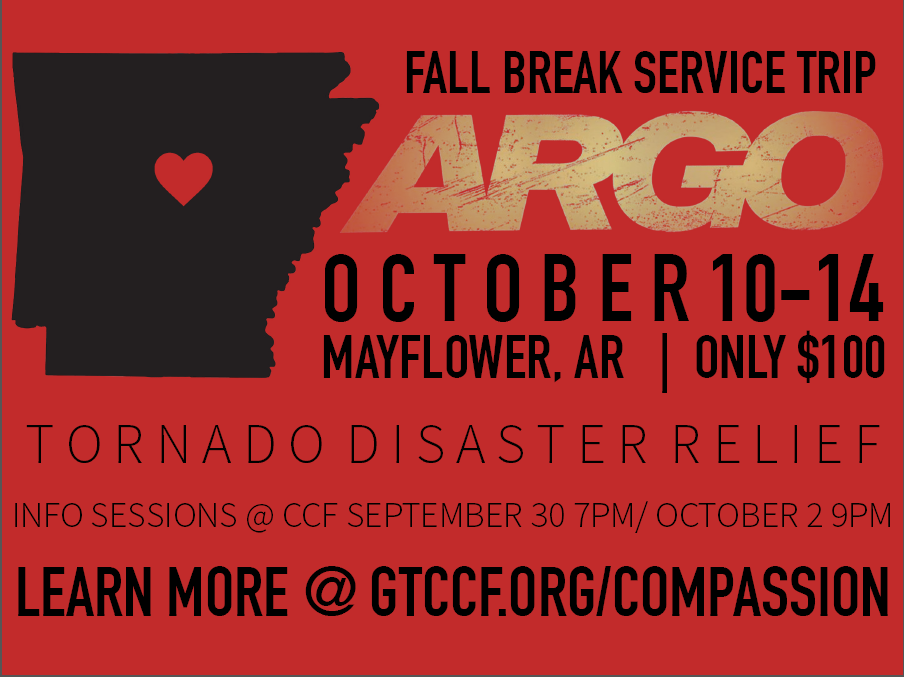 FALL BREAK SERVICE TRIP
ARGO
OCTOBER 10-14
MAYFLOWER, AR | ONLY $100
TORNADO DISASTER RELIEF
INFO SESSIONS @ CCF SEPTEMBER 30 7PM/ OCTOBER 2 9PM
LEARN MORE @ GTCCF.ORG/COMPASSION